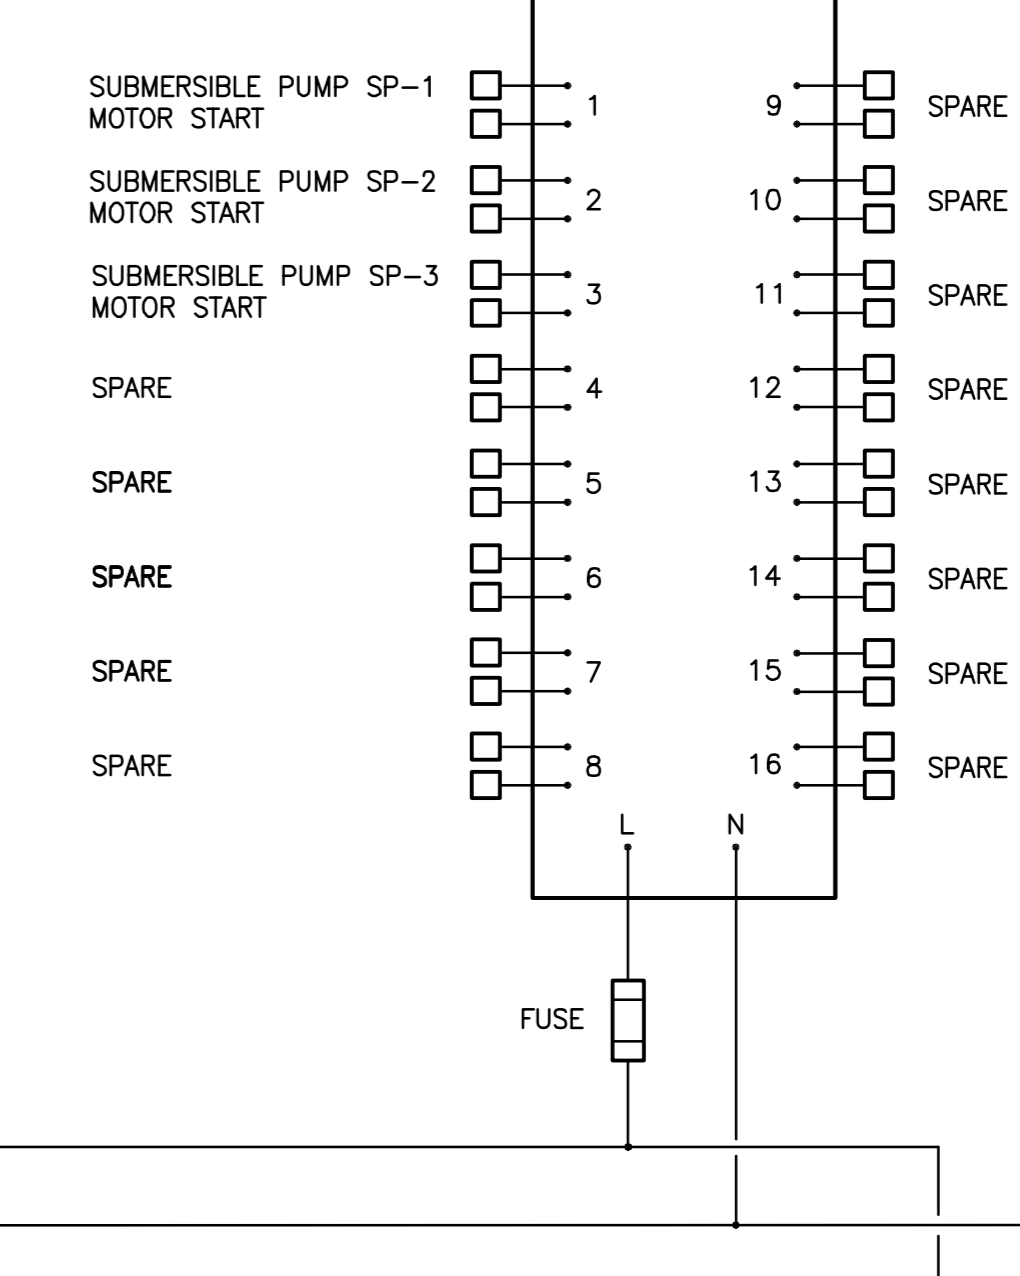 SUBMERSIBLE PUMP SP-1
MOTOR START
1
9
SPARE
SUBMERSIBLE PUMP SP-2
MOTOR START
2
10
SPARE
SUBMERSIBLE PUMP SP-3
MOTOR START
3
11
SPARE
SPARE
4
12
SPARE
SPARE
5
13
SPARE
SPARE
6
14
SPARE
SPARE
7
15
SPARE
SPARE
8
16
SPARE
L
N
FUSE